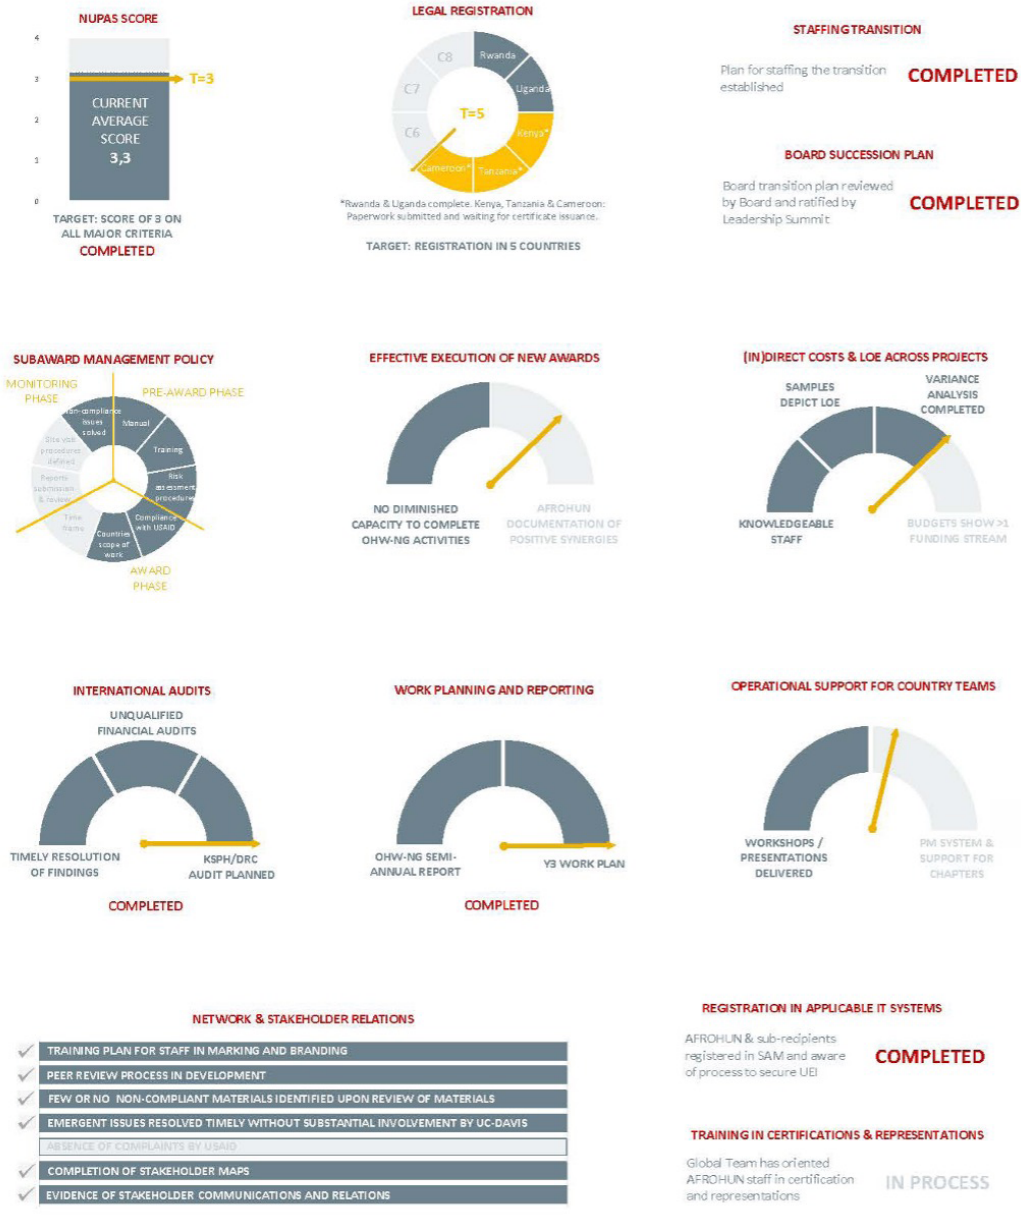 NUPAS SCORE
4
3
2
1
0
T=3
CURRENT
AVERAGE
SCORE
3,3
TARGET: SCORE OF 3 ON
ALL MAJOR CRITERIA
COMPLETED
LEGAL REGISTRATION
Rwanda
Uganda
Kenya*
Tanzania*
Cameroon*
C6
C7
C8
T=5
*Rwanda & Uganda complete. Kenya, Tanzania & Cameroon:
Paperwork submitted and waiting for certificate issuance.
TARGET: REGISTRATION IN 5 COUNTRIES
STAFFING TRANSITION
Plan for staffing the transition
established
COMPLETED
BOARD SUCCESSION PLAN
Board transition plan reviewed
by Board and ratified by
Leadership Summit
COMPLETED
SUBAWARD MANAGEMENT POLICY
MONITORING
PHASE
PRE-AWARD PHASE
Non-compliance
issues
solved
Manual
Training
Risk
assessment
procedures
Compliance
with USAID
Countries
scope of
work
Time
frame
Reports
submission
& review
Site visit
procedures
defined
AWARD
PHASE
EFFECTIVE EXECUTION OF NEW AWARDS
NO DIMINISHED
CAPACITY TO COMPLETE
OHW-NG ACTIVITIES
AFROHUN
DOCUMENTATION OF
POSITIVE SYNERGIES
(IN)DIRECT COSTS & LOE ACROSS PROJECTS
SAMPLES
DEPICT LOE
VARIANCE
ANALYSIS
COMPLETED
KNOWLEDGEABLE
STAFF
BUDGETS SHOW >1
FUNDING STREAM
INTERNATIONAL AUDITS
UNQUALIFIED
FINANCIAL AUDITS
TIMELY RESOLUTION
OF FINDINGS
KSPH/DRC
AUDIT PLANNED
COMPLETED
WORK PLANNING AND REPORTING
OHW-NG SEMI-
ANNUAL REPORT
Y3 WORK PLAN
COMPLETED
OPERATIONAL SUPPORT FOR COUNTRY TEAMS
WORKSHOPS /
PRESENTATIONS
DELIVERED
PM SYSTEM &
SUPPORT FOR
CHAPTERS
NETWORK & STAKEHOLDER RELATIONS
TRAINING PLAN FOR STAFF IN MARKING AND BRANDING
PEER REVIEW PROCESS IN DEVELOPMENT
FEW OR NO NON-COMPLIANT MATERIALS IDENTIFIED UPON REVIEW OF MATERIALS
EMERGENT ISSUES RESOLVED TIMELY WITHOUT SUBSTANTIAL INVOLVEMENT BY UC-DAVIS
ABSENCE OF COMPLAINTS BY USAID
COMPLETION OF STAKEHOLDER MAPS
EVIDENCE OF STAKEHOLDER COMMUNICATIONS AND RELATIONS
REGISTRATION IN APPLICABLE IT SYSTEMS
AFROHUN & sub-recipients
registered in SAM and aware
of process to secure UEI
COMPLETED
TRAINING IN CERTIFICATIONS & REPRESENTATIONS
Global Team has oriented
AFROHUN staff in certification
and representations
IN PROCESS